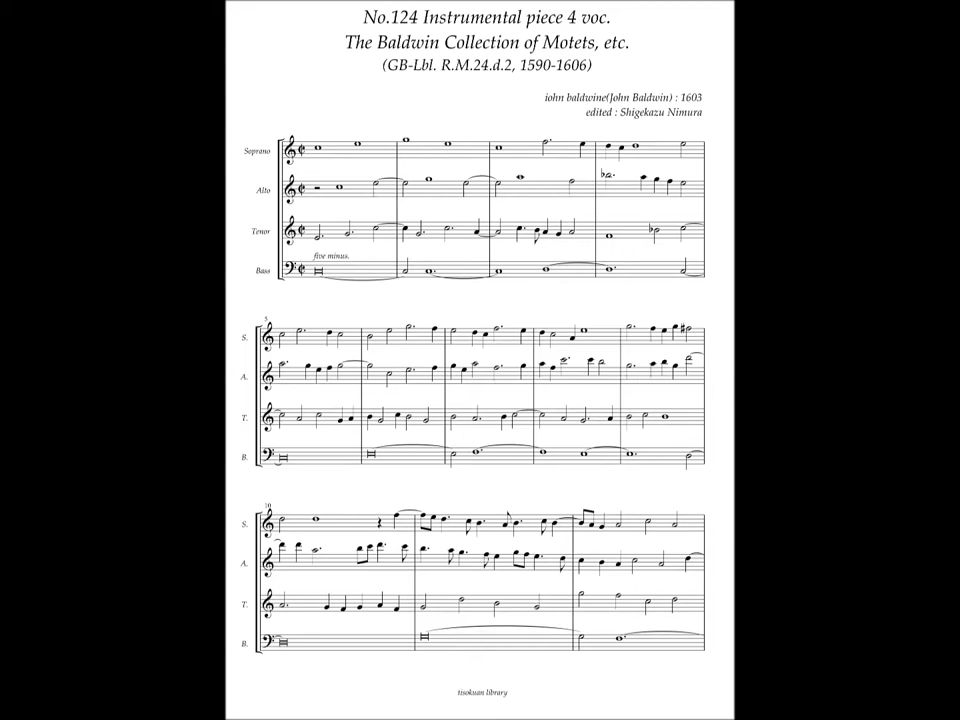 No.124 Instrumental piece 4 voc.
The Baldwin Collection of Motets, etc.
(GB-Lbl. R.M.24.d.2, 1590-1606)
iohn baldwine(John Baldwin) : 1603
edited : Shigekazu Nimura
Soprano
Alto
Tenor
five minus.
Bass
5
S.
A.
T.
B.
10
S.
A.
T.
B.
tisokuan library